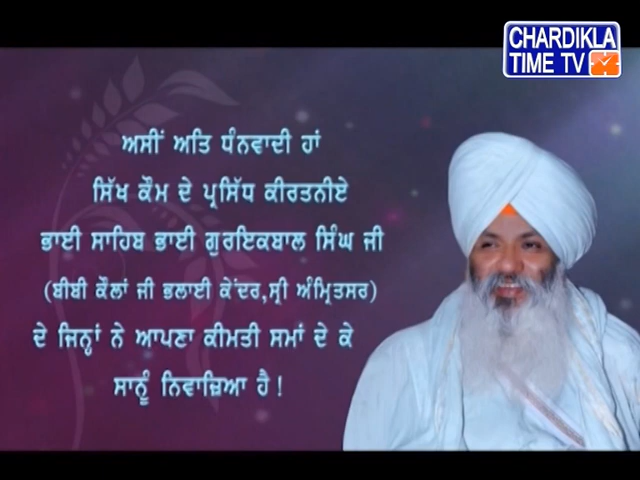 CHARDIKLA
TIME TV
ਅਸੀਂ ਅਤਿ ਧੰਨਵਾਦੀ ਹਾਂ
ਸਿੱਖ ਕੌਮ ਦੇ ਪ੍ਰਸਿੱਧ ਕੀਰਤਨੀਏ
ਭਾਈ ਸਾਹਿਬ ਭਾਈ ਗੁਰਇਕਬਾਲ ਸਿੰਘ ਜੀ
(ਬੀਬੀ ਕੌਲਾਂ ਜੀ ਭਲਾਈ ਕੇਂਦਰ,ਸ੍ਰੀ ਅੰਮ੍ਰਿਤਸਰ)
ਦੇ ਜਿਨ੍ਹਾਂ ਨੇ ਆਪਣਾ ਕੀਮਤੀ ਸਮਾਂ ਦੇ ਕੇ
ਸਾਨੂੰ ਨਿਵਾਜ਼ਿਆ ਹੈ !